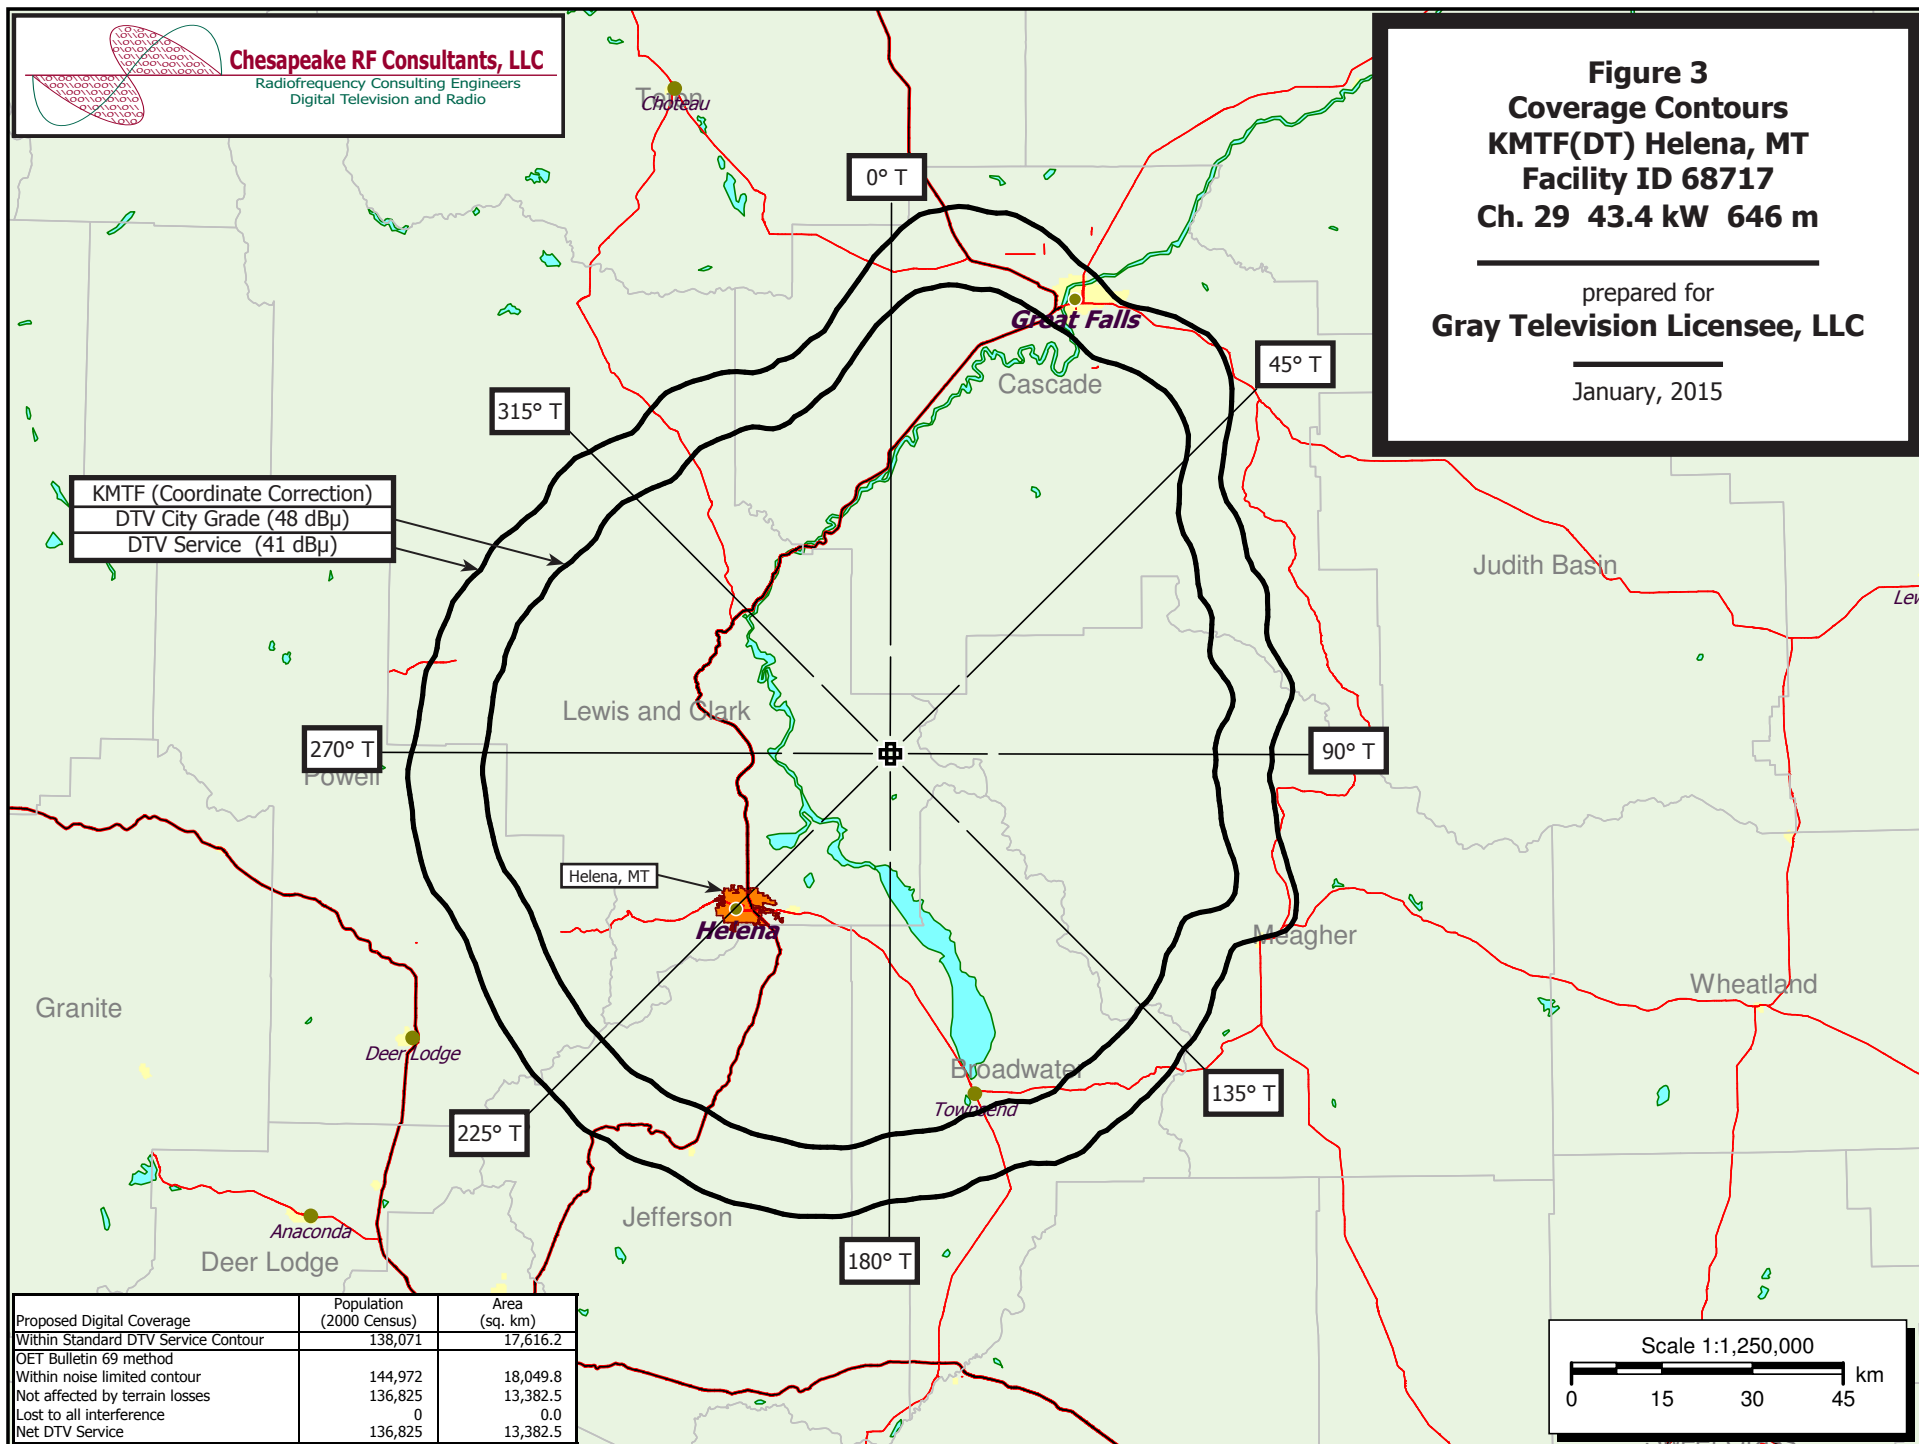 Chesapeake RF Consultants, LLC
Radiofrequency Consulting Engineers
Digital Television and Radio
Figure 3
Coverage Contours
KMTF(DT) Helena, MT
Facility ID 68717
Ch. 29 43.4 kW 646 m
prepared for
Gray Television Licensee, LLC
January, 2015
Teton
Choteau
0° T
Great Falls
Cascade
45° T
315° T
KMTF (Coordinate Correction)
DTV City Grade (48 dBµ)
DTV Service (41 dBµ)
Judith Basin
Lewis and Clark
270° T
90° T
Powell
Helena, MT
Helena
Meagher
Wheatland
Granite
Deer Lodge
Broadwater
Townsend
135° T
225° T
Jefferson
Anaconda
Deer Lodge
180° T
Proposed Digital Coverage Population (2000 Census) Area (sq. km)
Within Standard DTV Service Contour 138,071 17,616.2
OET Bulletin 69 method
Within noise limited contour 144,972 18,049.8
Not affected by terrain losses 136,825 13,382.5
Lost to all interference 0 0.0
Net DTV Service 136,825 13,382.5
Scale 1:1,250,000
km
0 15 30 45